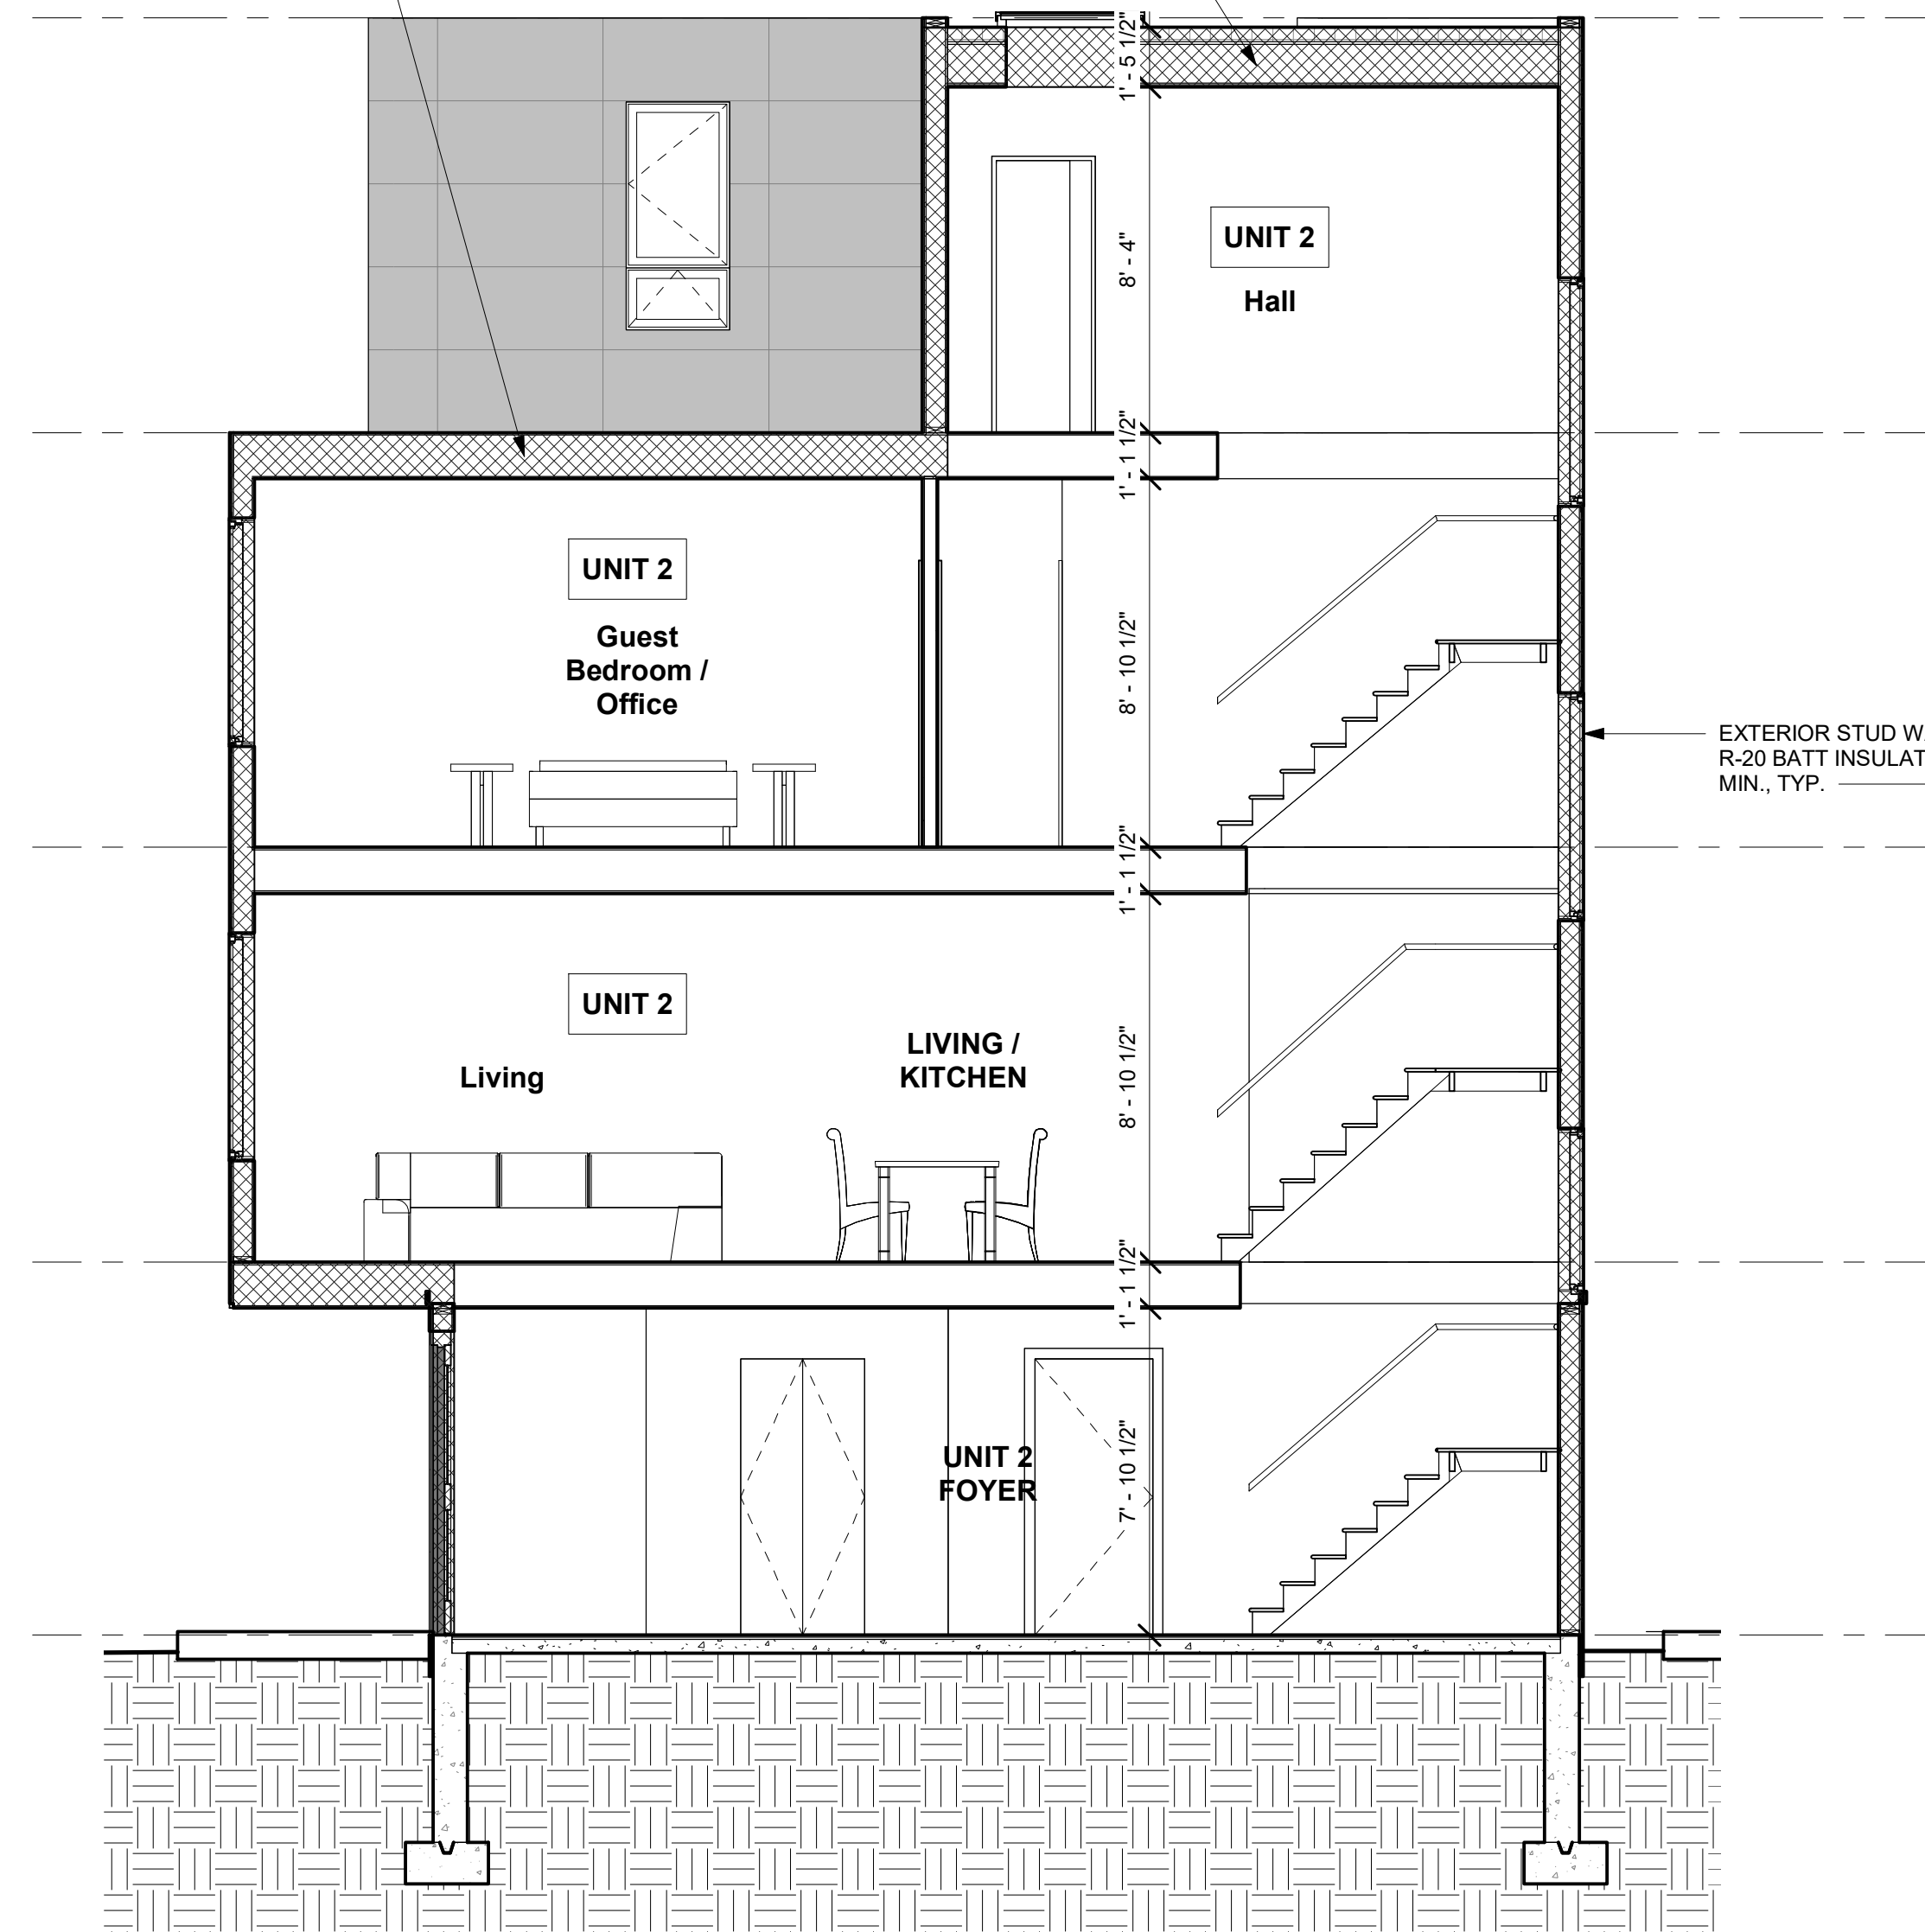 1' - 5 1/2"
8' - 4"
UNIT 2
Hall
1' - 1 1/2"
UNIT 2
Guest
Bedroom /
Office
8' - 10 1/2"
EXTERIOR STUD
R-20 BATT
MIN., TYP.
1' - 1 1/2"
UNIT 2
Living
LIVING /
KITCHEN
8' - 10 1/2"
1' - 1 1/2"
UNIT 2
FOYER
7' - 10 1/2"